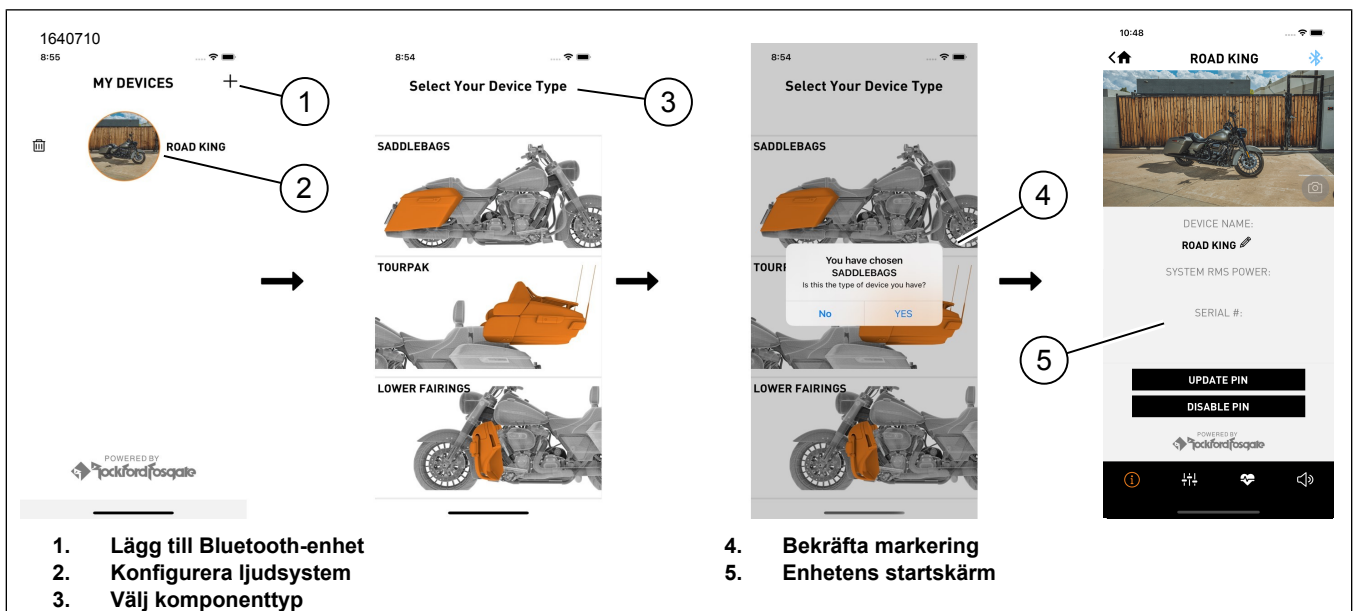 1640710
8:55
MY DEVICES +
1
ROAD KING
2
POWERED BY
Rockford Fosgate
8:54
Select Your Device Type
3
SADDLEBAGS
TOURPAK
LOWER FAIRINGS
8:54
Select Your Device Type
SADDLEBAGS
4
TOURP
You have chosen
SADDLEBAGS
Is this the type of device you have?
No YES
LOWER FAIRINGS
10:48
ROAD KING
DEVICE NAME:
ROAD KING
SYSTEM RMS POWER:
SERIAL #:
5
UPDATE PIN
DISABLE PIN
POWERED BY
Rockford Fosgate
1. Lägg till Bluetooth-enhet
2. Konfigurera ljudsystem
3. Välj komponenttyp
4. Bekräfta markering
5. Enhetens startskärm